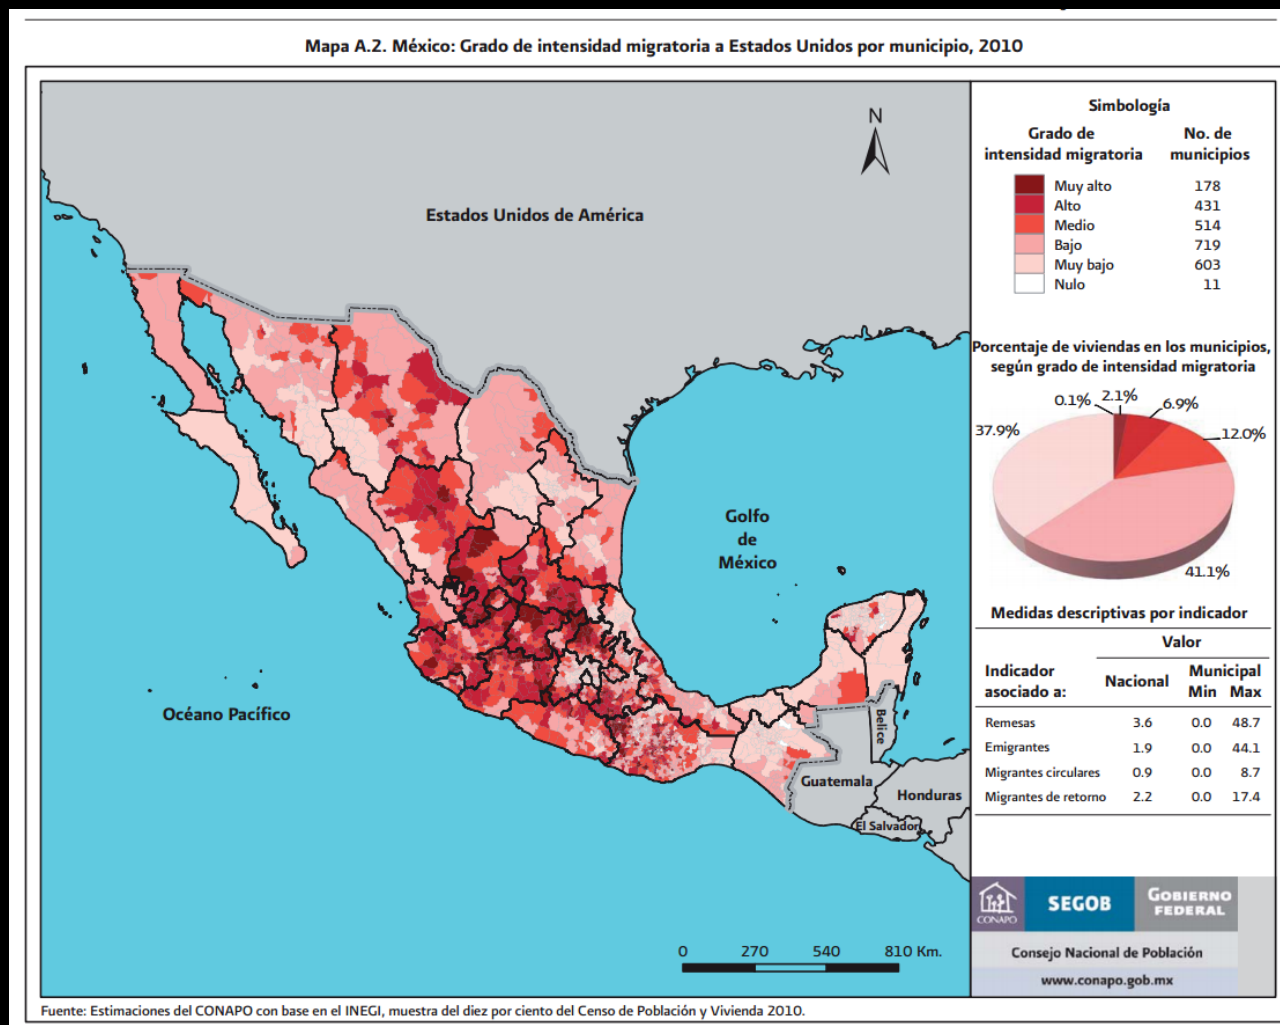 Mapa A.2. México: Grado de intensidad migratoria a Estados Unidos por municipio, 2010
N
Estados Unidos de América
Golfo
de
México
Océano Pacífico
Belice
Guatemala
Honduras
El Salvador
0 270 540 810 Km.
Simbología
Grado de intensidad migratoria No. de municipios
Muy alto 178
Alto 431
Medio 514
Bajo 719
Muy bajo 603
Nulo 11
Porcentaje de viviendas en los municipios,
según grado de intensidad migratoria
0.1% 2.1% 6.9%
37.9% 12.0%
41.1%
Medidas descriptivas por indicador
Valor
Indicador asociado a: Nacional Municipal
Min Max
Remesas 3.6 0.0 48.7
Emigrantes 1.9 0.0 44.1
Migrantes circulares 0.9 0.0 8.7
Migrantes de retorno 2.2 0.0 17.4
CONAPO SEGOB GOBIERNO FEDERAL
Consejo Nacional de Población
www.conapo.gob.mx
Fuente: Estimaciones del CONAPO con base en el INEGI, muestra del diez por ciento del Censo de Población y Vivienda 2010.